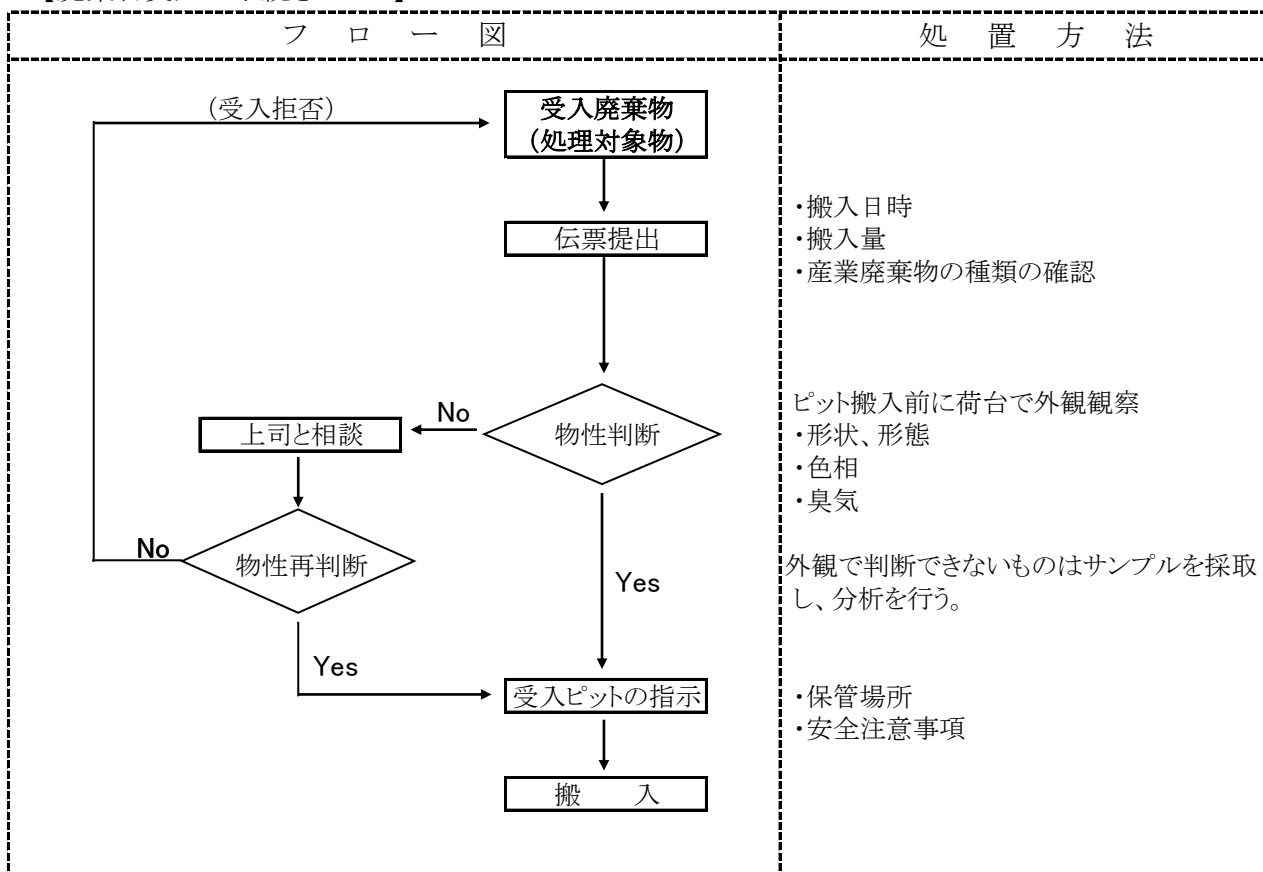 フ ロ ー 図
処 置 方 法
(受入拒否)
受入廃棄物
(処理対象物)
伝票提出
・搬入日時
・搬入量
・産業廃棄物の種類の確認
No
上司と相談
物性判断
ピット搬入前に荷台で外観観察
・形状、形態
・色相
・臭気
No
物性再判断
Yes
外観で判断できないものはサンプルを採取
し、分析を行う。
Yes
受入ピットの指示
・保管場所
・安全注意事項
搬 入